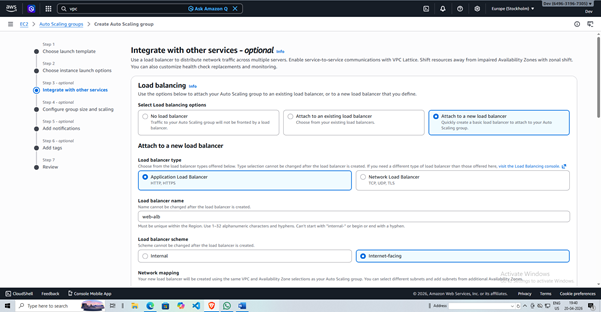 aws
vpc
Ask Amazon Q
Europe (Stockholm)
Dev
EC2 > Auto Scaling groups > Create Auto Scaling group
Step 1
Choose launch template
Step 2
Choose instance launch options
Step 3 - optional
Integrate with other services
Step 4 - optional
Configure group size and scaling
Step 5 - optional
Add notifications
Step 6 - optional
Add tags
Step 7
Review
Integrate with other services - optional Info
Use a load balancer to distribute network traffic across multiple servers. Enable service-to-service communications with VPC Lattice. Shift resources away from impaired Availability Zones with zonal shift.
You can also customize health check replacements and monitoring.
Load balancing Info
Use the options below to attach your Auto Scaling group to an existing load balancer, or to a new load balancer that you define.
Select Load balancing options
No load balancer
Traffic to your Auto Scaling group will not be fronted by a load balancer.
Attach to an existing load balancer
Choose from your existing load balancers.
Attach to a new load balancer
Quickly create a basic load balancer to attach to your Auto Scaling group.
Attach to a new load balancer
Load balancer type
Choose from the load balancer types offered below. Type selection cannot be changed after the load balancer is created. If you need a different type of load balancer than those offered here, visit the Load Balancing console.
Application Load Balancer
HTTP, HTTPS
Network Load Balancer
TCP, UDP, TLS
Load balancer name
Name cannot be changed after the load balancer is created.
web-alb
Must be unique within the Region. Use 1-32 alphanumeric characters and hyphens. Can't start with "internal-" or begin or end with a hyphen.
Load balancer scheme
Scheme cannot be changed after the load balancer is created.
Internal
Internet-facing
Network mapping
Your new load balancer will be created using the same VPC and Availability Zone selections as your Auto Scaling group. You can select different subnets and add subnets from additional Availability Zones.
Activate Windows
CloudShell Feedback Console Mobile App
© 2026, Amazon Web Services, Inc. or its affiliates. Privacy Terms Cookie preferences
Type here to search
Address
19:40
20-04-2026